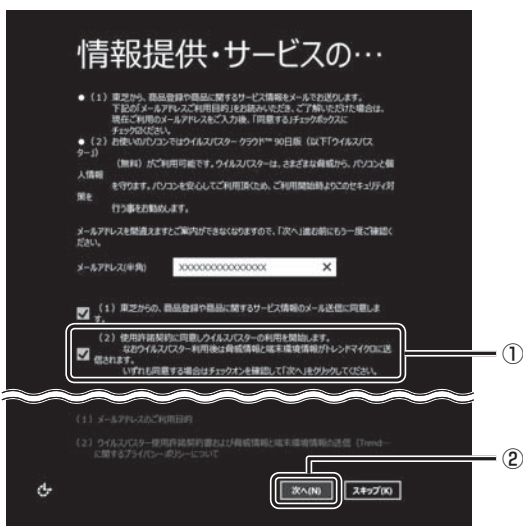 情報提供・サービスの…
● (1) 東芝から、商品登録や商品に関するサービス情報をメールでお送りします。
下記の「メールアドレスご利用目的」をお読みいただき、ご了解いただけた場合は、
現在ご利用のメールアドレスをご入力後、「同意する」チェックボックスに
チェックください。
● (2) お使いのパソコンではウイルスバスター クラウド™ 90日版 (以下「ウイルスバス
ター」)
(無料) がご利用可能です。ウイルスバスターは、さまざまな脅威から、パソコンと個
人情報
を守ります。パソコンを安心してご利用頂くため、ご利用開始時よりこのセキュリティ対
策を
行う事をお勧めします。
メールアドレスを間違えますとご案内ができなくなりますので、「次へ」進む前にもう一度ご確認く
ださい。
メールアドレス(半角) XXXXXXXXXXXXXXX ×
(1) 東芝からの、商品登録や商品に関するサービス情報のメール送信に同意しま
す。
(2) 使用許諾契約に同意しウイルスバスターの利用を開始します。
なおウイルスバスター利用後は脅威情報と端末環境情報がトレンドマイクロに送
信されます。
いずれも同意する場合はチェックオンを確認して「次へ」をクリックしてください。
①
(1) メールアドレスのご利用目的
(2) ウイルスバスター使用許諾契約書および脅威情報と端末環境情報の送信 (Trend…
に関するプライバシーポリシーについて
②
次へ(N) スキップ(K)